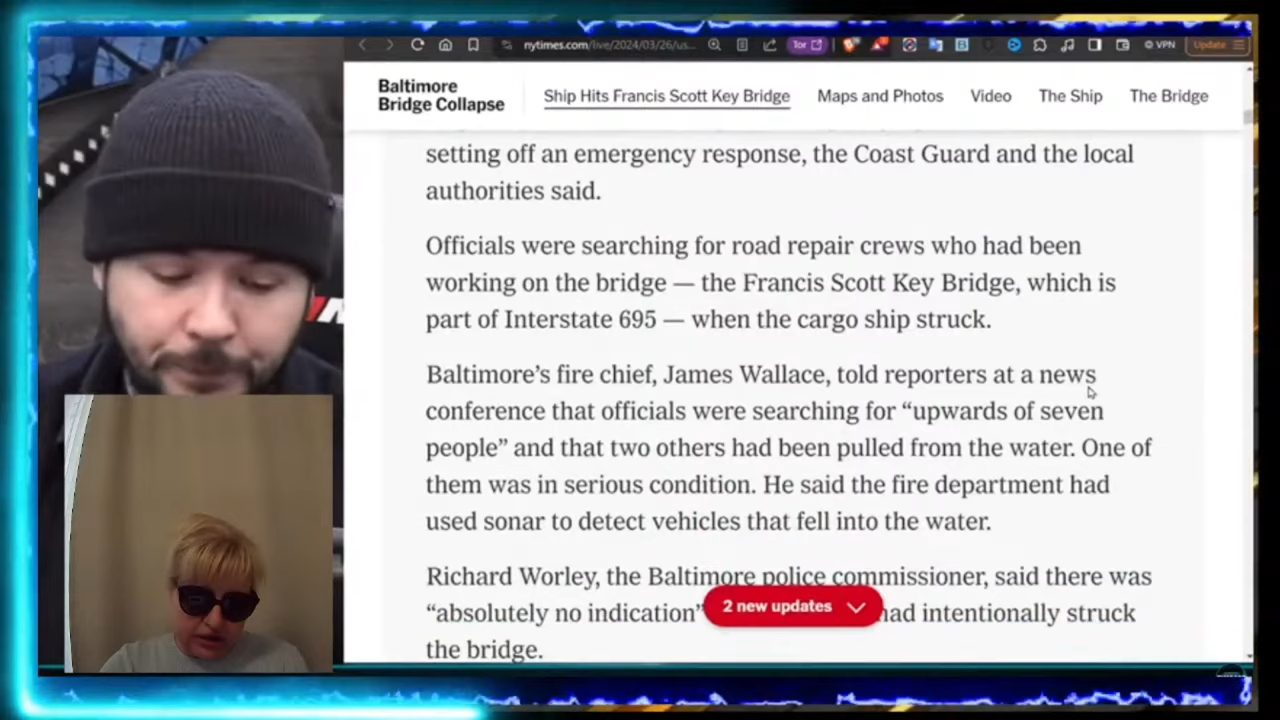 nytimes.com/live/2024/03/26/us...
Tor
VPN
Update
Baltimore
Bridge Collapse
Ship Hits Francis Scott Key Bridge
Maps and Photos
Video
The Ship
The Bridge
setting off an emergency response, the Coast Guard and the local
authorities said.
Officials were searching for road repair crews who had been
working on the bridge — the Francis Scott Key Bridge, which is
part of Interstate 695 — when the cargo ship struck.
Baltimore’s fire chief, James Wallace, told reporters at a news
conference that officials were searching for “upwards of seven
people” and that two others had been pulled from the water. One of
them was in serious condition. He said the fire department had
used sonar to detect vehicles that fell into the water.
Richard Worley, the Baltimore police commissioner, said there was
“absolutely no indication” had intentionally struck
2 new updates
the bridge.